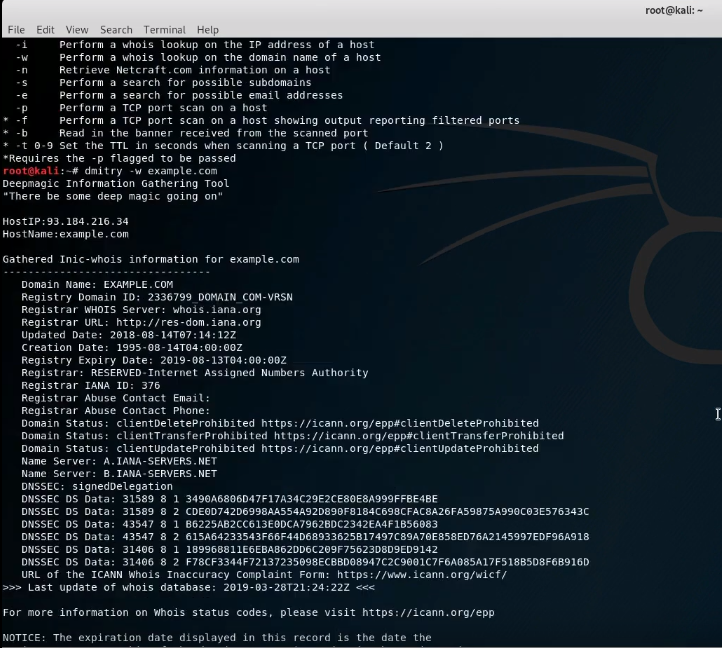 root@kali: ~
File Edit View Search Terminal Help
-i Perform a whois lookup on the IP address of a host
-w Perform a whois lookup on the domain name of a host
-n Retrieve Netcraft.com information on a host
-s Perform a search for possible subdomains
-e Perform a search for possible email addresses
-p Perform a TCP port scan on a host
* -f Perform a TCP port scan on a host showing output reporting filtered ports
* -b Read in the banner received from the scanned port
* -t 0-9 Set the TTL in seconds when scanning a TCP port ( Default 2 )
*Requires the -p flagged to be passed
root@kali:~# dmitry -w example.com
Deepmagic Information Gathering Tool
"There be some deep magic going on"
HostIP:93.184.216.34
HostName:example.com
Gathered Inic-whois information for example.com
---------------------------------
Domain Name: EXAMPLE.COM
Registry Domain ID: 2336799_DOMAIN_COM-VRSN
Registrar WHOIS Server: whois.iana.org
Registrar URL: http://res-dom.iana.org
Updated Date: 2018-08-14T07:14:12Z
Creation Date: 1995-08-14T04:00:00Z
Registry Expiry Date: 2019-08-13T04:00:00Z
Registrar: RESERVED-Internet Assigned Numbers Authority
Registrar IANA ID: 376
Registrar Abuse Contact Email:
Registrar Abuse Contact Phone:
Domain Status: clientDeleteProhibited https://icann.org/epp#clientDeleteProhibited
Domain Status: clientTransferProhibited https://icann.org/epp#clientTransferProhibited
Domain Status: clientUpdateProhibited https://icann.org/epp#clientUpdateProhibited
Name Server: A.IANA-SERVERS.NET
Name Server: B.IANA-SERVERS.NET
DNSSEC: signedDelegation
DNSSEC DS Data: 31589 8 1 3490A6806D47F17A34C29E2CE80E8A999FFBE4BE
DNSSEC DS Data: 31589 8 2 CDE0D742D6998AA554A92D890F8184C698CFAC8A26FA59875A990C03E576343C
DNSSEC DS Data: 43547 8 1 B6225AB2CC613E0DCA7962BDC2342EA4F1B56083
DNSSEC DS Data: 43547 8 2 615A64233543F66F44D68933625B17497C89A70E858ED76A2145997EDF96A918
DNSSEC DS Data: 31406 8 1 189968811E6EBA862DD6C209F75623D8D9ED9142
DNSSEC DS Data: 31406 8 2 F78CF3344F72137235098ECBBD08947C2C9001C7F6A085A17F518B5D8F6B916D
URL of the ICANN Whois Inaccuracy Complaint Form: https://www.icann.org/wicf/
>>> Last update of whois database: 2019-03-28T21:24:22Z <<<
For more information on Whois status codes, please visit https://icann.org/epp
NOTICE: The expiration date displayed in this record is the date the